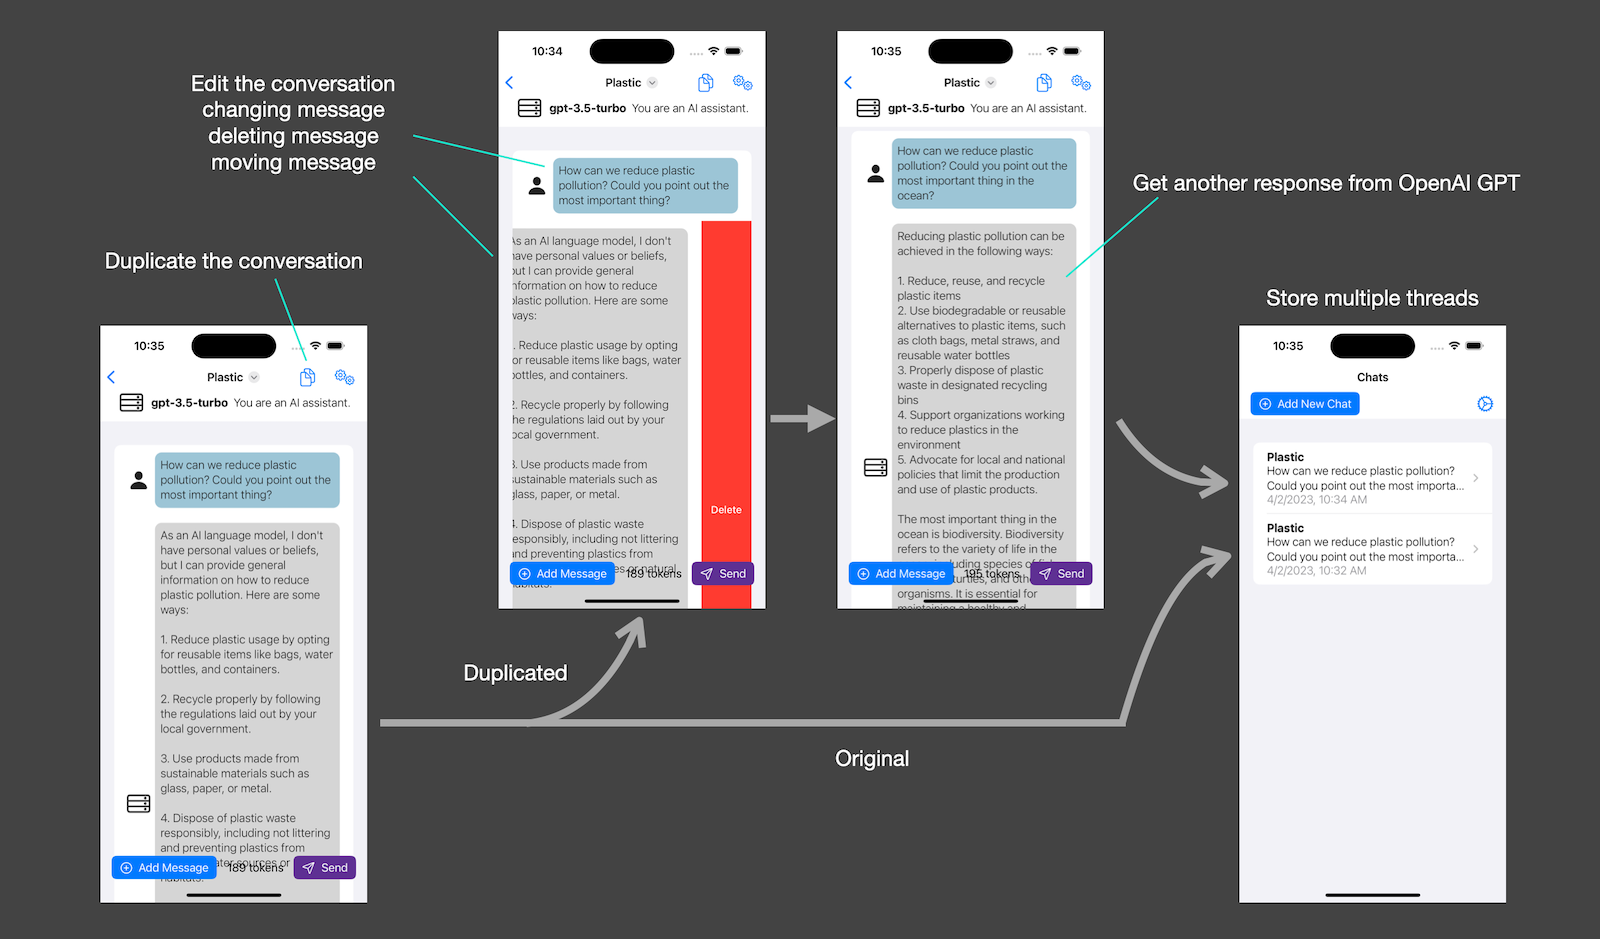 Edit the conversation
changing message
deleting message
moving message
Duplicate the conversation
10:35
Plastic
gpt-3.5-turbo You are an AI assistant.
How can we reduce plastic
pollution? Could you point out the
most important thing?
As an AI language model, I don't
have personal values or beliefs,
but I can provide general
information on how to reduce
plastic pollution. Here are some
ways:
1. Reduce plastic usage by opting
for reusable items like bags, water
bottles, and containers.
2. Recycle properly by following
the regulations laid out by your
local government.
3. Use products made from
sustainable materials such as
glass, paper, or metal.
4. Dispose of plastic waste
responsibly, including not littering
and preventing plastics from
sources or
Add Message
189 tokens
Send
10:34
Plastic
gpt-3.5-turbo You are an AI assistant.
How can we reduce plastic
pollution? Could you point out the
most important thing?
As an AI language model, I don't
have personal values or beliefs,
but I can provide general
information on how to reduce
plastic pollution. Here are some
ways:
. Reduce plastic usage by opting
or reusable items like bags, water
bottles, and containers.
2. Recycle properly by following
the regulations laid out by your
local government.
3. Use products made from
sustainable materials such as
glass, paper, or metal.
4. Dispose of plastic waste
responsibly, including not littering
and preventing plastics from
or natural
Delete
Add Message
189 tokens
Send
10:35
Plastic
gpt-3.5-turbo You are an AI assistant.
How can we reduce plastic
pollution? Could you point out the
most important thing in the
ocean?
Reducing plastic pollution can be
achieved in the following ways:
1. Reduce, reuse, and recycle
plastic items
2. Use biodegradable or reusable
alternatives to plastic items, such
as cloth bags, metal straws, and
reusable water bottles
3. Properly dispose of plastic
waste in designated recycling
bins
4. Support organizations working
to reduce plastics in the
environment
5. Advocate for local and national
policies that limit the production
and use of plastic products.
The most important thing in the
ocean is biodiversity. Biodiversity
refers to the variety of life in the
including species of
turtles, and
organisms. It is essential for
maintaining a healthy and
Add Message
195 tokens
Send
Get another response from OpenAI GPT
Store multiple threads
10:35
Chats
Add New Chat
Plastic
How can we reduce plastic pollution?
Could you point out the most importa...
4/2/2023, 10:34 AM
Plastic
How can we reduce plastic pollution?
Could you point out the most importa...
4/2/2023, 10:32 AM
Duplicated
Original